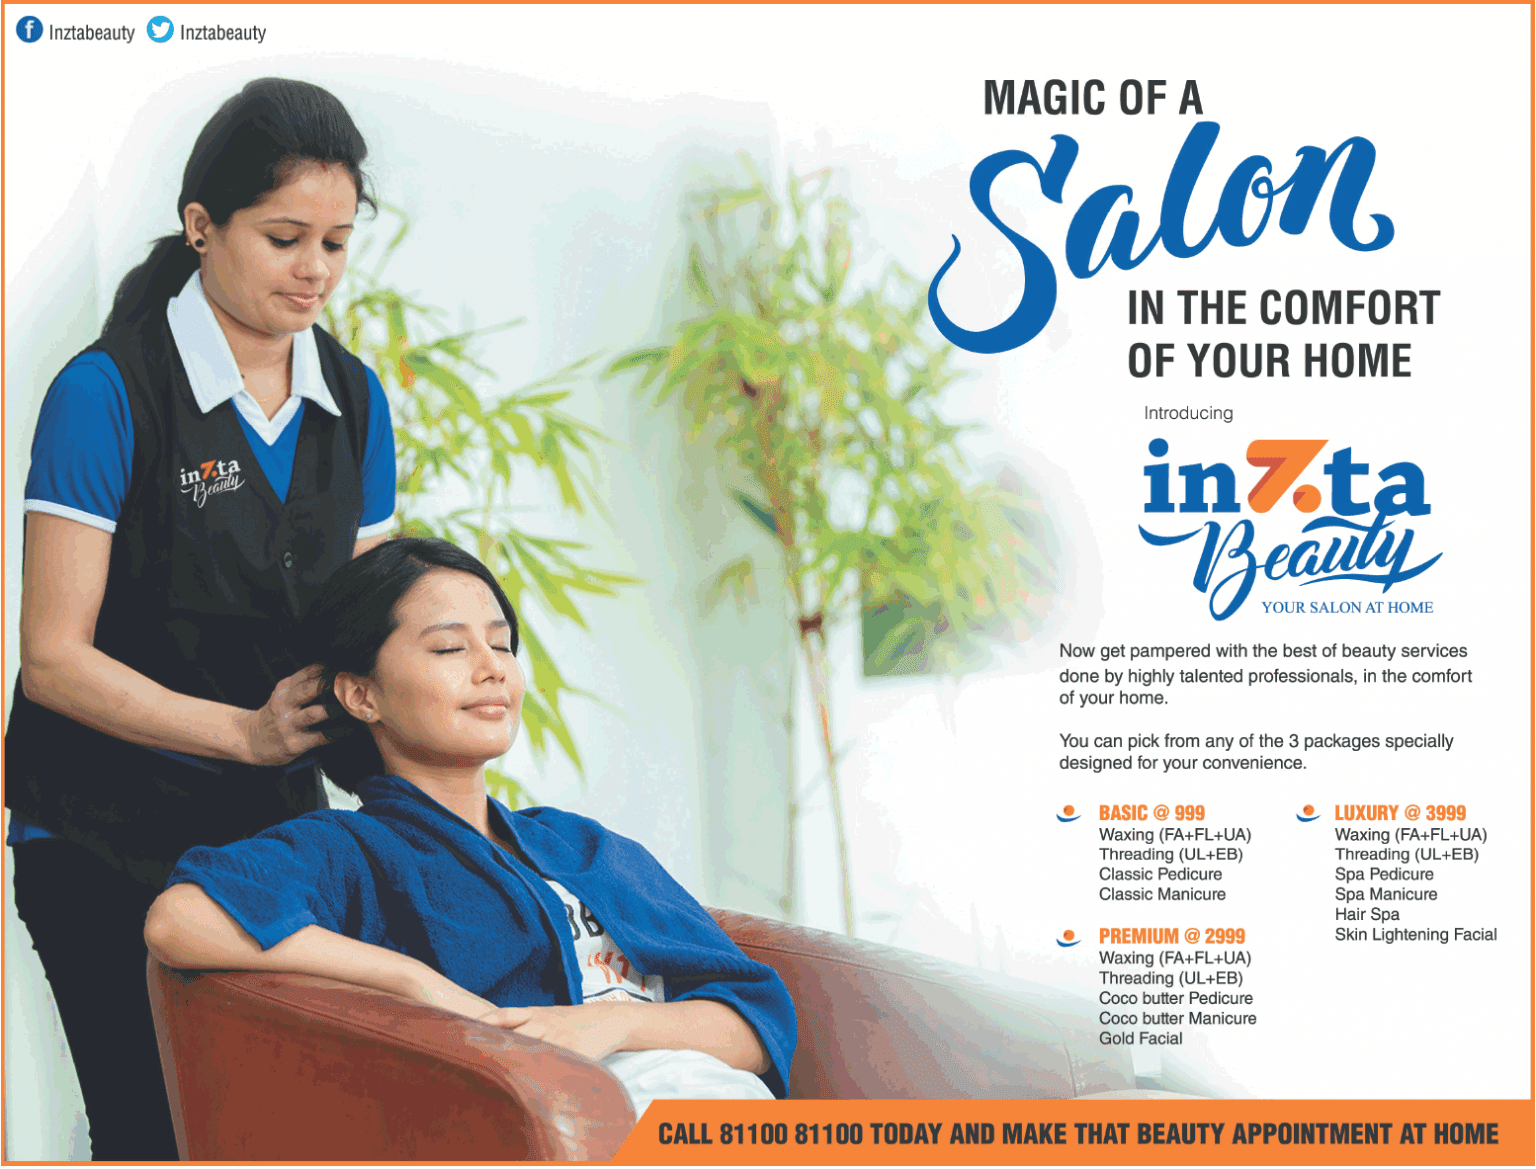 Inztabeauty Inztabeauty
MAGIC OF A
Salon
IN THE COMFORT
OF YOUR HOME
Introducing
inzta
Beauty
YOUR SALON AT HOME
inzta
Beauty
Now get pampered with the best of beauty services
done by highly talented professionals, in the comfort
of your home.
You can pick from any of the 3 packages specially
designed for your convenience.
BASIC @ 999
Waxing (FA+FL+UA)
Threading (UL+EB)
Classic Pedicure
Classic Manicure
PREMIUM @ 2999
Waxing (FA+FL+UA)
Threading (UL+EB)
Coco butter Pedicure
Coco butter Manicure
Gold Facial
LUXURY @ 3999
Waxing (FA+FL+UA)
Threading (UL+EB)
Spa Pedicure
Spa Manicure
Hair Spa
Skin Lightening Facial
CALL 81100 81100 TODAY AND MAKE THAT BEAUTY APPOINTMENT AT HOME